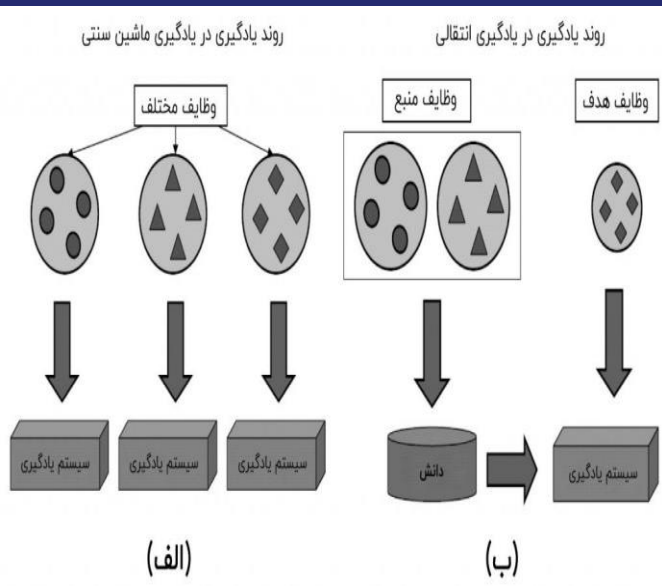 روند یادگیری در یادگیری انتقالی
روند یادگیری در یادگیری ماشین سنتی
وظایف هدف
وظایف منبع
وظایف مختلف
سیستم یادگیری
دانش
سیستم یادگیری
سیستم یادگیری
سیستم یادگیری
(ب)
(الف)